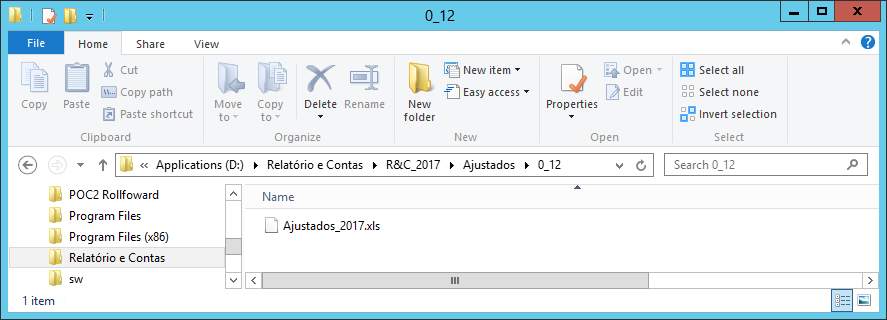 0_12
File Home Share View
Cut
Copy path
Paste shortcut
Copy Paste
Clipboard
Move to Copy to Delete Rename
Organize
New folder
New item
Easy access
New
Properties
Open
Edit
Open
Select all
Select none
Invert selection
Select
Applications (D:) Relatório e Contas R&C_2017 Ajustados 0_12
Search 0_12
POC2 Rollfoward
Program Files
Program Files (x86)
Relatório e Contas
sw
Name
Ajustados_2017.xls
1 item